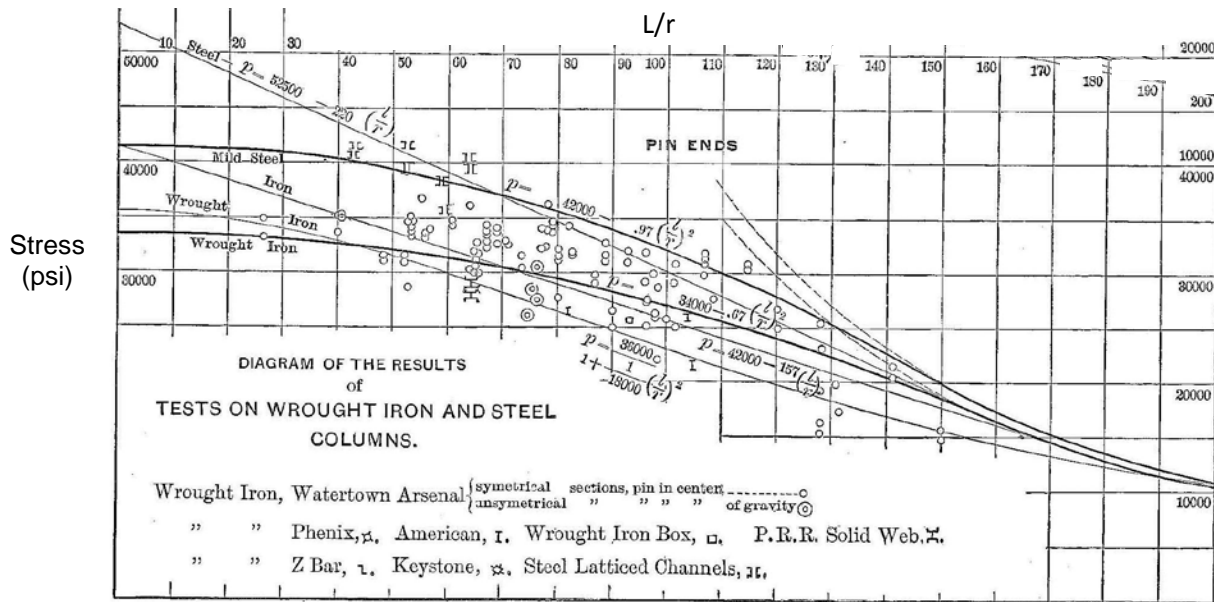 L/r
10 20 30 40 50 60 70 80 90 100 110 120 130 140 150 160 170 180 190
20000
50000
200
10000
40000
40000
30000
30000
20000
20000
10000
Stress
(psi)
Steel p = 52500 - 220 (l/r)
Mild Steel
p = 42000 - .97 (l/r)²
Iron
Wrought Iron
Wrought Iron
p = 34000 - .67 (l/r)²
p = 42000 - 157 (l/r)
p = 36000
1 + 1/18000 (l/r)²
PIN ENDS
DIAGRAM OF THE RESULTS
of
TESTS ON WROUGHT IRON AND STEEL
COLUMNS.
Wrought Iron, Watertown Arsenal { symetrical sections, pin in center
unsymetrical „ „ „ „ of gravity
„ „ Phenix, American, Wrought Iron Box, P.R.R. Solid Web,
„ „ Z Bar, Keystone, Steel Latticed Channels,